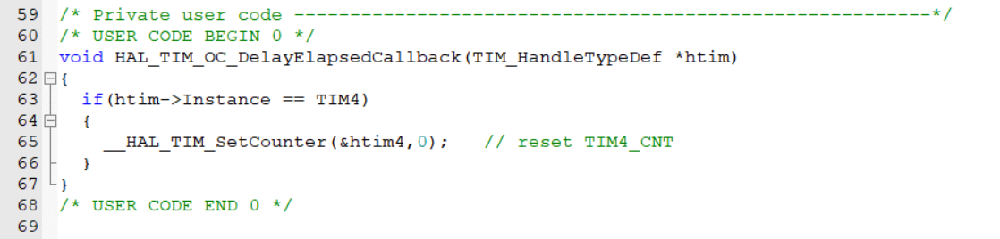 59 /* Private user code ---------------------------------------------------------*/
60 /* USER CODE BEGIN 0 */
61 void HAL_TIM_OC_DelayElapsedCallback(TIM_HandleTypeDef *htim)
62 {
63   if(htim->Instance == TIM4)
64   {
65     __HAL_TIM_SetCounter(&htim4,0);   // reset TIM4_CNT
66   }
67 }
68 /* USER CODE END 0 */
69